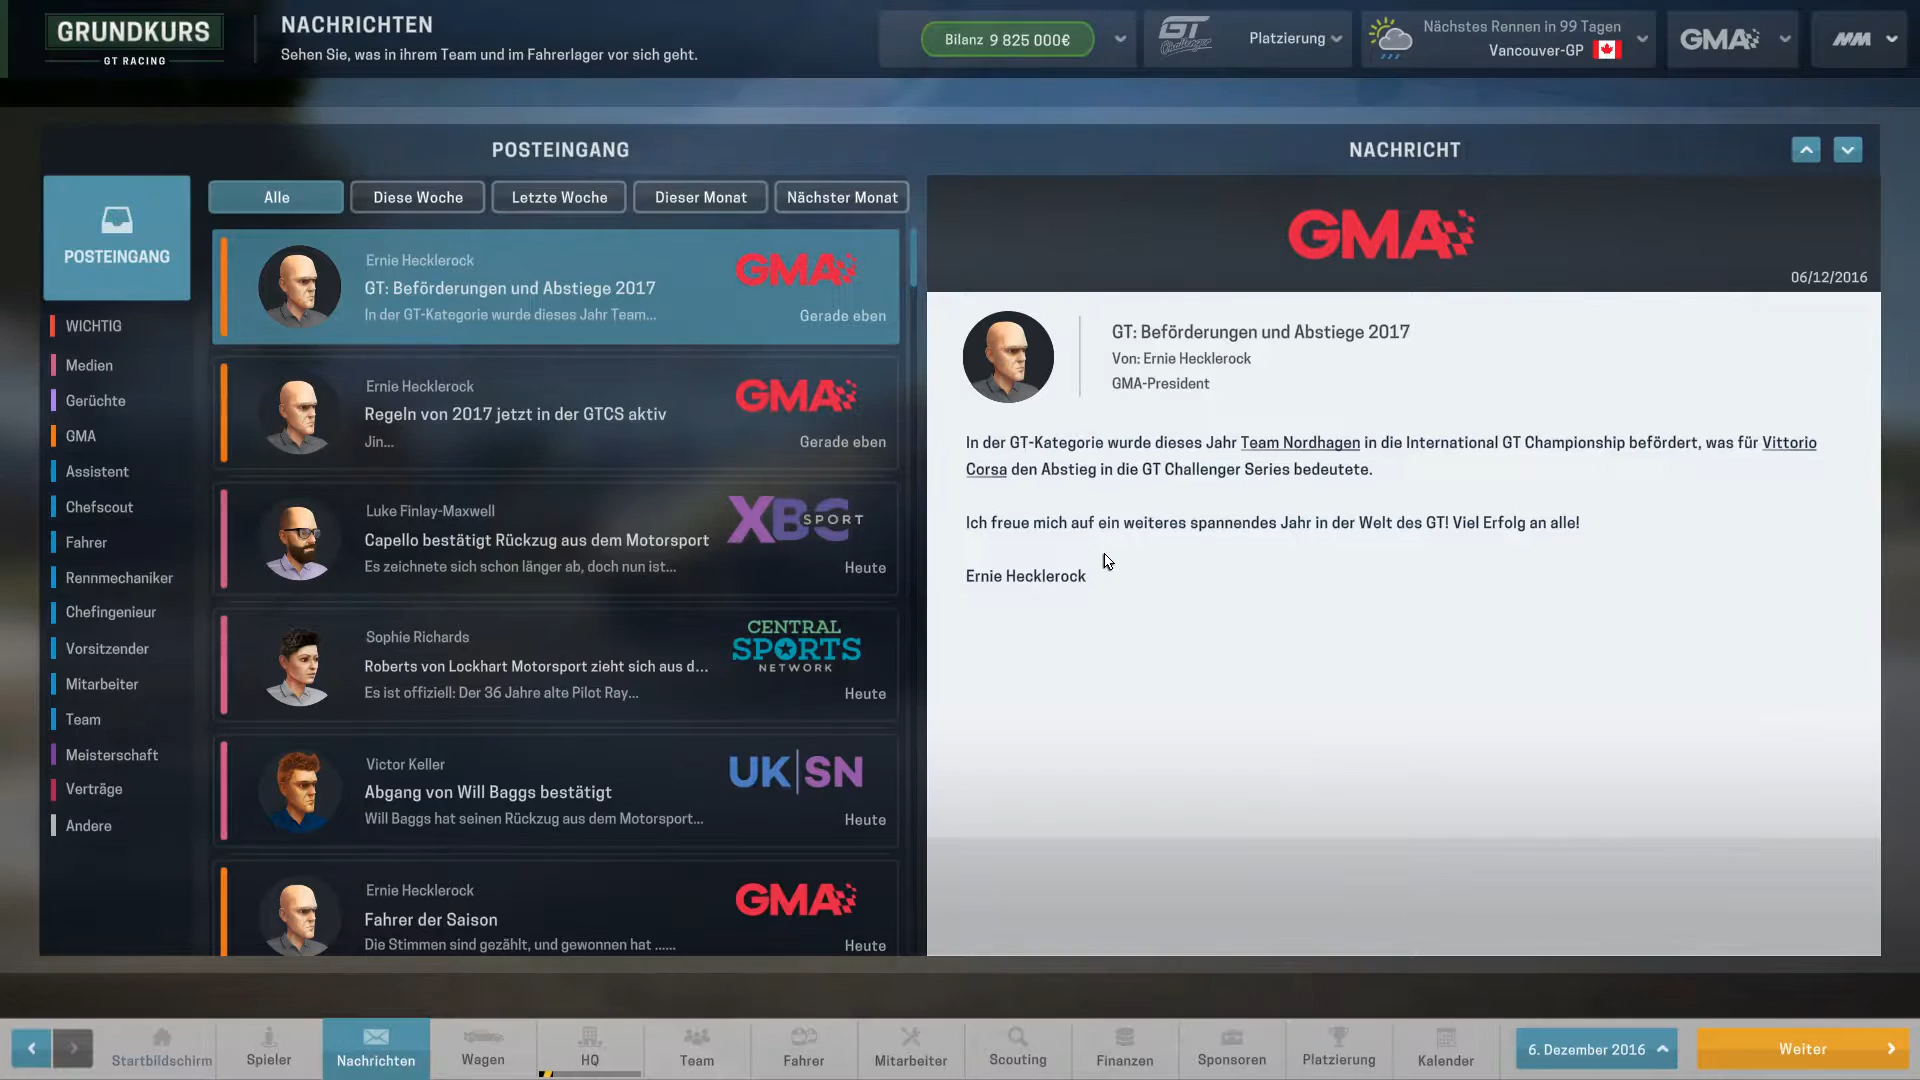 GRUNDKURS
GT RACING
NACHRICHTEN
Sehen Sie, was in ihrem Team und im Fahrerlager vor sich geht.
Bilanz 9 825 000€
GT Challenger
Platzierung
Nächstes Rennen in 99 Tagen
Vancouver-GP
GMA
MM
POSTEINGANG
NACHRICHT
POSTEINGANG
WICHTIG
Medien
Gerüchte
GMA
Assistent
Chefscout
Fahrer
Rennmechaniker
Chefingenieur
Vorsitzender
Mitarbeiter
Team
Meisterschaft
Verträge
Andere
Alle
Diese Woche
Letzte Woche
Dieser Monat
Nächster Monat
Ernie Hecklerock
GT: Beförderungen und Abstiege 2017
In der GT-Kategorie wurde dieses Jahr Team...
GMA
Gerade eben
Ernie Hecklerock
Regeln von 2017 jetzt in der GTCS aktiv
Jin...
GMA
Gerade eben
Luke Finlay-Maxwell
Capello bestätigt Rückzug aus dem Motorsport
Es zeichnete sich schon länger ab, doch nun ist...
XBC SPORT
Heute
Sophie Richards
Roberts von Lockhart Motorsport zieht sich aus d...
Es ist offiziell: Der 36 Jahre alte Pilot Ray...
CENTRAL
SPORTS
NETWORK
Heute
Victor Keller
Abgang von Will Baggs bestätigt
Will Baggs hat seinen Rückzug aus dem Motorsport...
UK|SN
Heute
Ernie Hecklerock
Fahrer der Saison
Die Stimmen sind gezählt, und gewonnen hat ......
GMA
Heute
GMA
06/12/2016
GT: Beförderungen und Abstiege 2017
Von: Ernie Hecklerock
GMA-President
In der GT-Kategorie wurde dieses Jahr Team Nordhagen in die International GT Championship befördert, was für Vittorio
Corsa den Abstieg in die GT Challenger Series bedeutete.
Ich freue mich auf ein weiteres spannendes Jahr in der Welt des GT! Viel Erfolg an alle!
Ernie Hecklerock
Startbildschirm
Spieler
Nachrichten
Wagen
HQ
Team
Fahrer
Mitarbeiter
Scouting
Finanzen
Sponsoren
Platzierung
Kalender
6. Dezember 2016
Weiter